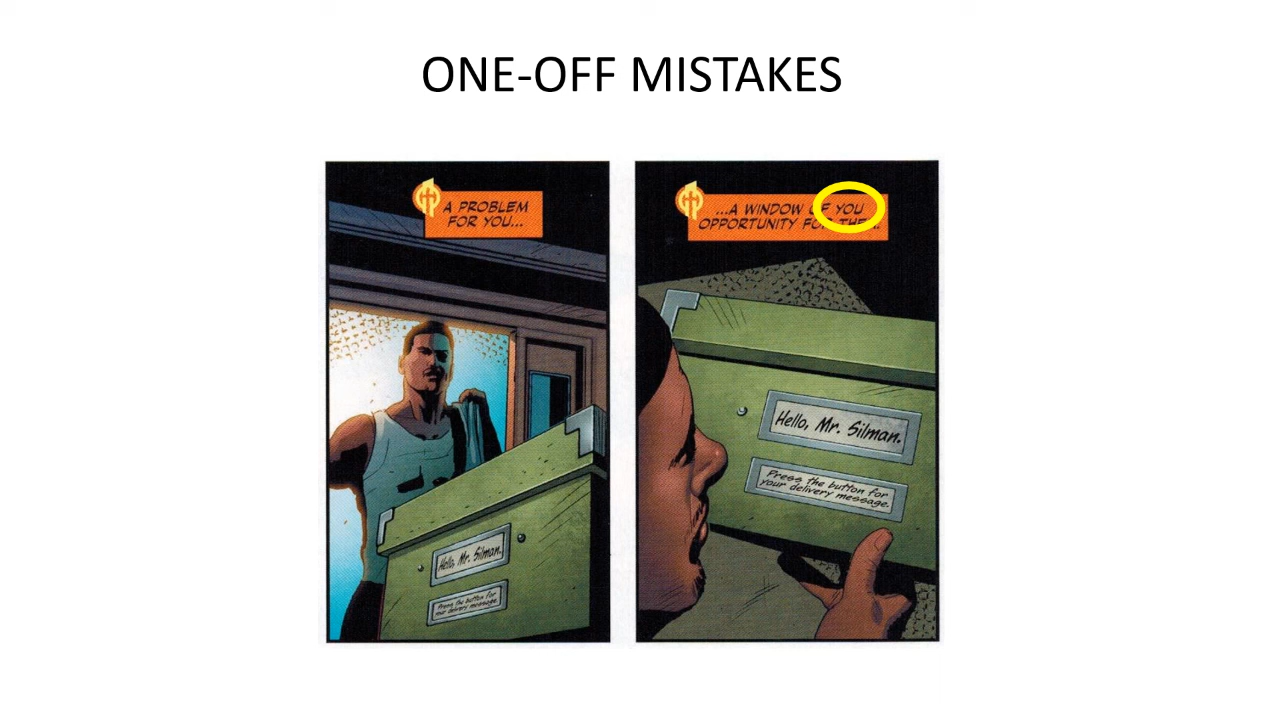 ONE-OFF MISTAKES
A PROBLEM
FOR YOU...
...A WINDOW OF YOU
OPPORTUNITY FOR THEM.
Hello, Mr. Silman.
Press the button for
your delivery message.
Hello, Mr. Silman.
Press the button for
your delivery message.